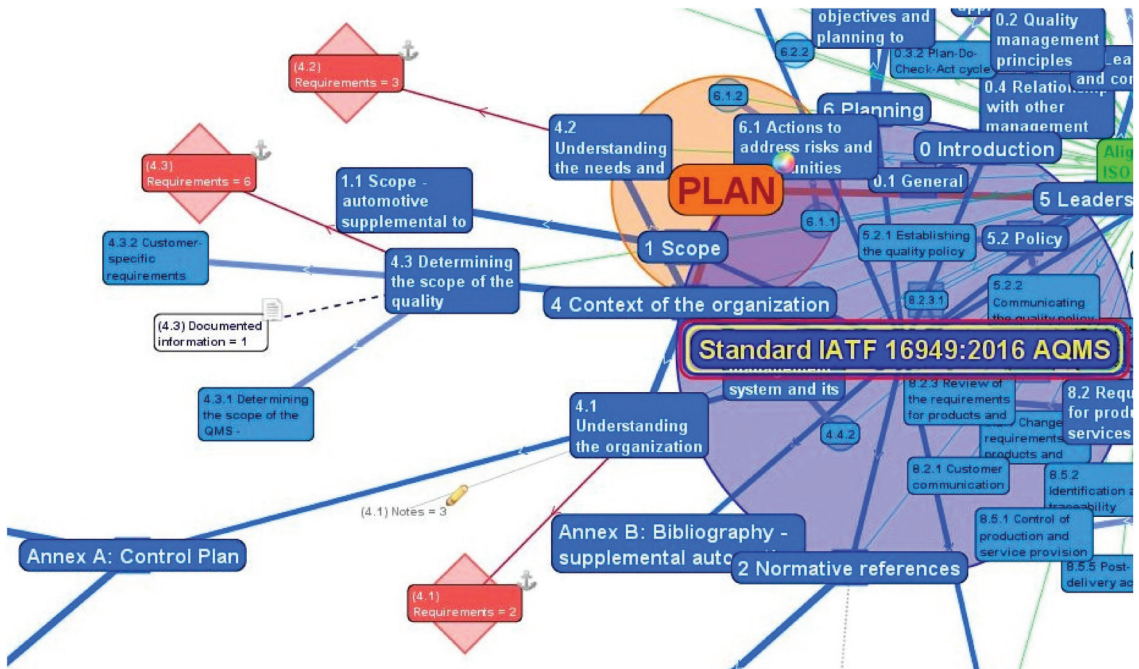 (4.2)
Requirements = 3
(4.3)
Requirements = 6
1.1 Scope -
automotive
supplemental to
4.2
Understanding
the needs and
objectives and
planning to
6.2.2
0.3.2 Plan-Do-
Check-Act cycle
0.2 Quality
management
principles
and
0.4 Relationship
with other
management
6.1.2
6 Planning
6.1 Actions to
address risks and
0 Introduction
PLAN
0.1 General
ISO
5 Leaders
4.3.2 Customer-
specific
requirements
4.3 Determining
the scope of the
quality
1 Scope
6.1.1
5.2.1 Establishing
the quality policy
5.2 Policy
4 Context of the organization
8.2.3.1
5.2.2
Communicating
the quality policy
(4.3) Documented
information = 1
Standard IATF 16949:2016 AQMS
system and its
4.3.1 Determining
the scope of the
QMS -
4.1
Understanding
the organization
4.4.2
8.2.3 Review of
the requirements
for products and
8.2 Requ
for produ
services
requirements
products and
(4.1) Notes = 3
8.2.1 Customer
communication
8.5.2
Identification
traceability
Annex A: Control Plan
Annex B: Bibliography -
supplemental
2 Normative references
8.5.1 Control of
production and
service provision
8.5.5 Post-
delivery
(4.1)
Requirements = 2